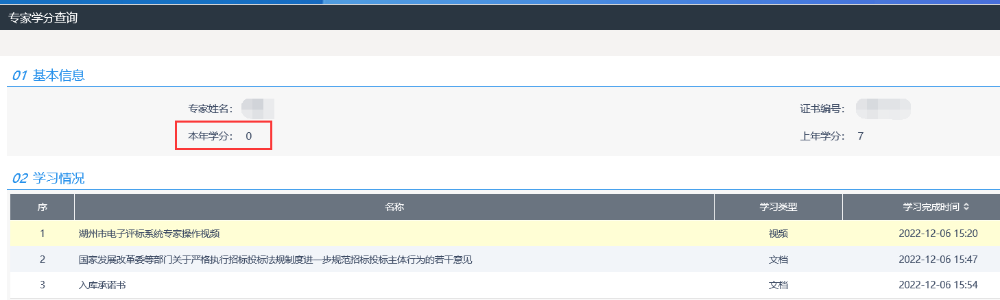 专家学分查询
01 基本信息
专家姓名： 证书编号：
本年学分： 0 上年学分： 7
02 学习情况
序 名称 学习类型 学习完成时间
1 湖州市电子评标系统专家操作视频 视频 2022-12-06 15:20
2 国家发展改革委等部门关于严格执行招标投标法规制度进一步规范招标投标主体行为的若干意见 文档 2022-12-06 15:47
3 入库承诺书 文档 2022-12-06 15:54